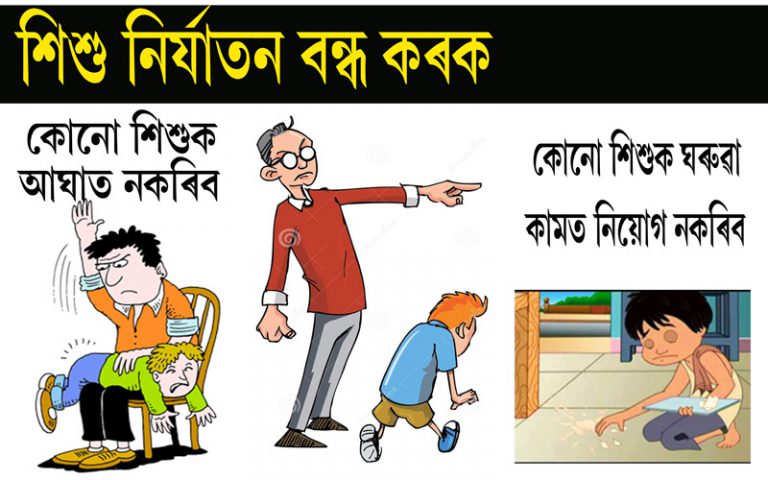 শিশু নিৰ্যাতন বন্ধ কৰক
কোনো শিশুক
আঘাত নকৰিব
কোনো শিশুক ঘৰুৱা
কামত নিয়োগ নকৰিব